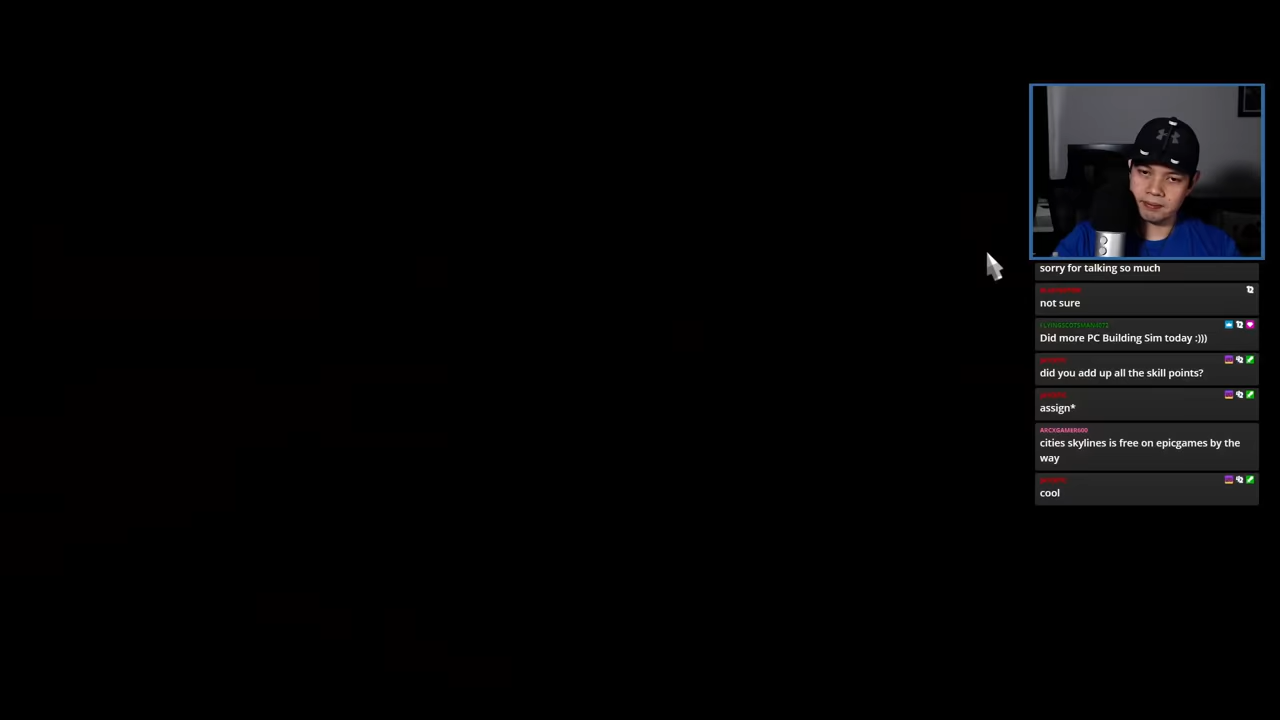 sorry for talking so much
not sure
Did more PC Building Sim today :)))
did you add up all the skill points?
assign*
ARCXGAMER600
cities skylines is free on epicgames by the
way
cool